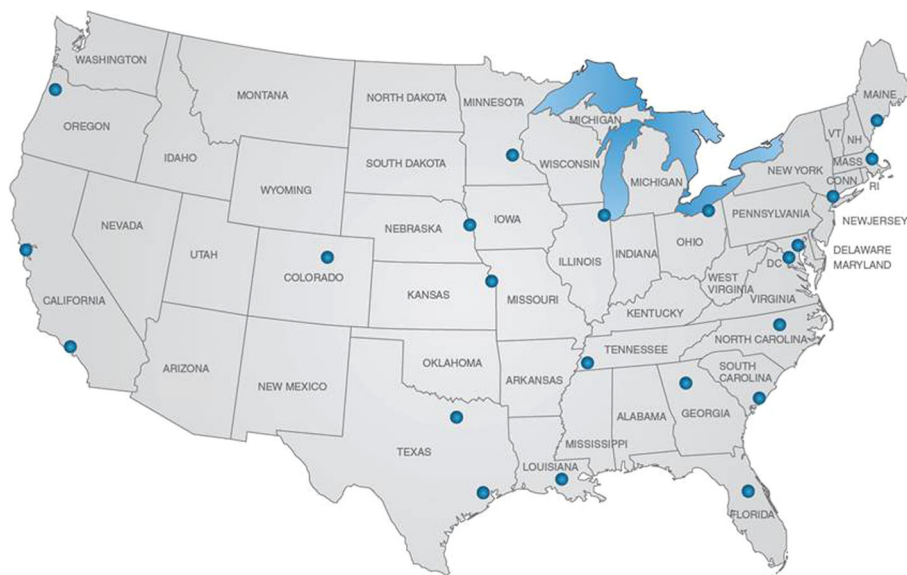 WASHINGTON
MONTANA
NORTH DAKOTA
MINNESOTA
MICHIGAN
MAINE
OREGON
IDAHO
SOUTH DAKOTA
WISCONSIN
MICHIGAN
VT
NH
MASS
NEW YORK
CONN
RI
WYOMING
NEVADA
UTAH
COLORADO
NEBRASKA
IOWA
ILLINOIS
INDIANA
OHIO
PENNSYLVANIA
NEWJERSEY
DELAWARE
MARYLAND
DC
WEST
VIRGINIA
VIRGINIA
CALIFORNIA
KANSAS
MISSOURI
KENTUCKY
ARIZONA
NEW MEXICO
OKLAHOMA
ARKANSAS
TENNESSEE
NORTH CAROLINA
SOUTH
CAROLINA
TEXAS
LOUISIANA
MISSISSIPPI
ALABAMA
GEORGIA
FLORIDA